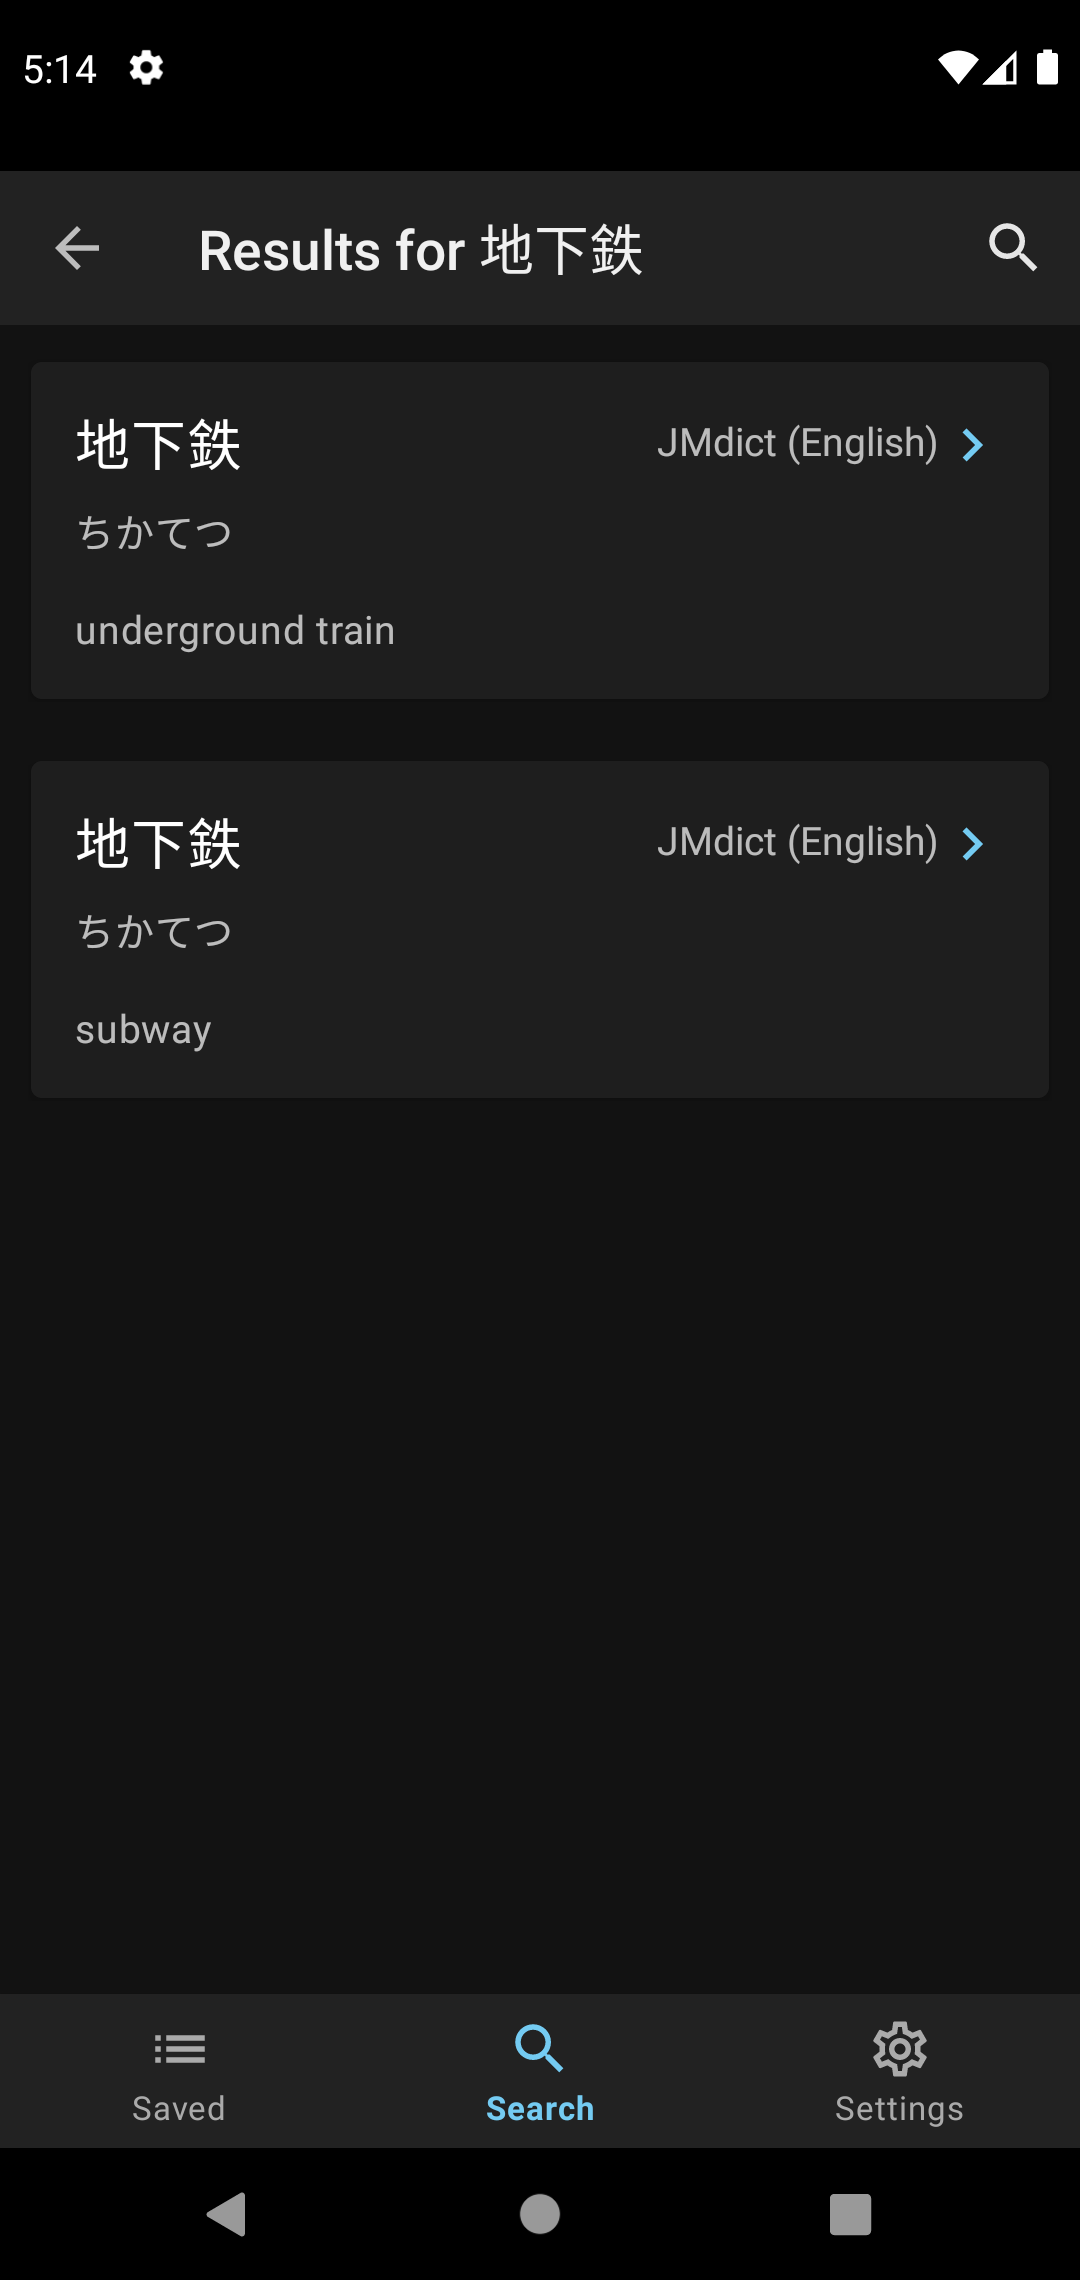 5:14
Results for 地下鉄
地下鉄
JMdict (English)
ちかてつ
underground train
地下鉄
JMdict (English)
ちかてつ
subway
Saved
Search
Settings